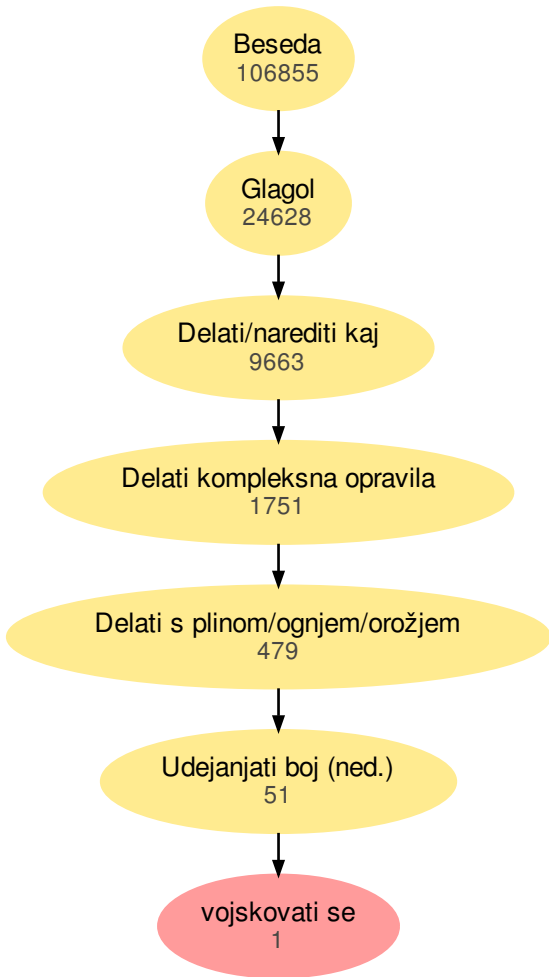 Beseda
106855
Glagol
24628
Delati/narediti kaj
9663
Delati kompleksna opravila
1751
Delati s plinom/ognjem/orožjem
479
Udejanjati boj (ned.)
51
vojskovati se
1